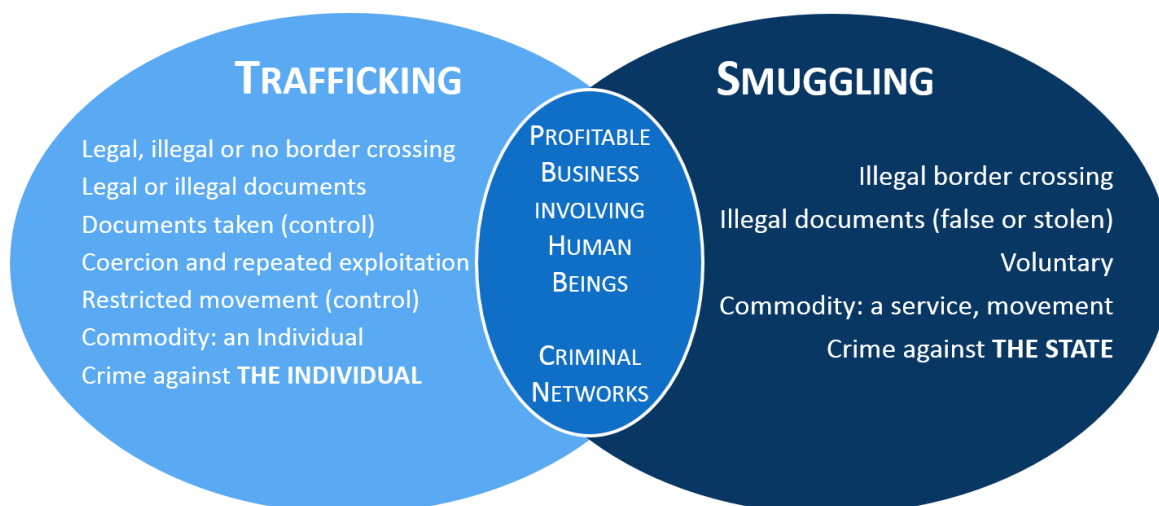 TRAFFICKING
Legal, illegal or no border crossing
Legal or illegal documents
Documents taken (control)
Coercion and repeated exploitation
Restricted movement (control)
Commodity: an Individual
Crime against THE INDIVIDUAL
PROFITABLE
BUSINESS
INVOLVING
HUMAN
BEINGS
CRIMINAL
NETWORKS
SMUGGLING
Illegal border crossing
Illegal documents (false or stolen)
Voluntary
Commodity: a service, movement
Crime against THE STATE